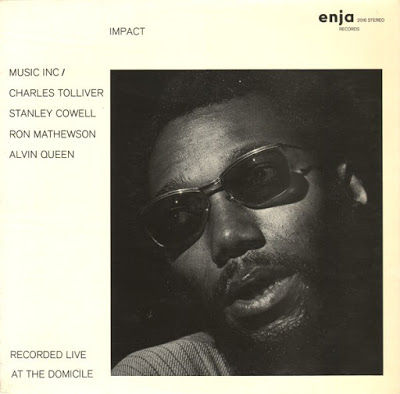 IMPACT
enja 2016 STEREO
RECORDS
MUSIC INC/
CHARLES TOLLIVER
STANLEY COWELL
RON MATHEWSON
ALVIN QUEEN
RECORDED LIVE
AT THE DOMICILE